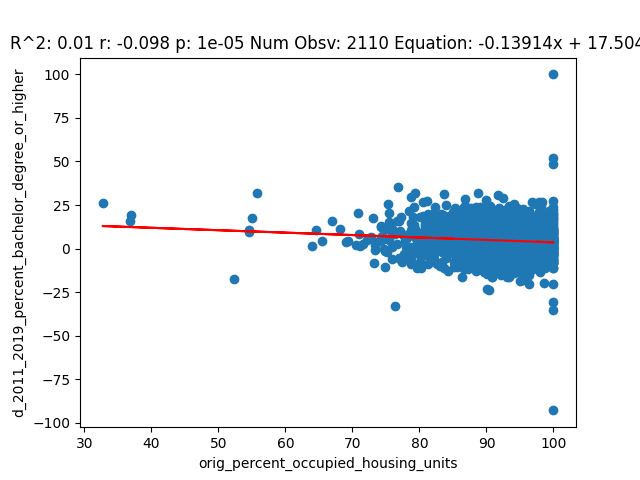 R^2: 0.01 r: -0.098 p: 1e-05 Num Obsv: 2110 Equation: -0.13914x + 17.504
d_2011_2019_percent_bachelor_degree_or_higher
100
75
50
25
0
−25
−50
−75
−100
30 40 50 60 70 80 90 100
orig_percent_occupied_housing_units